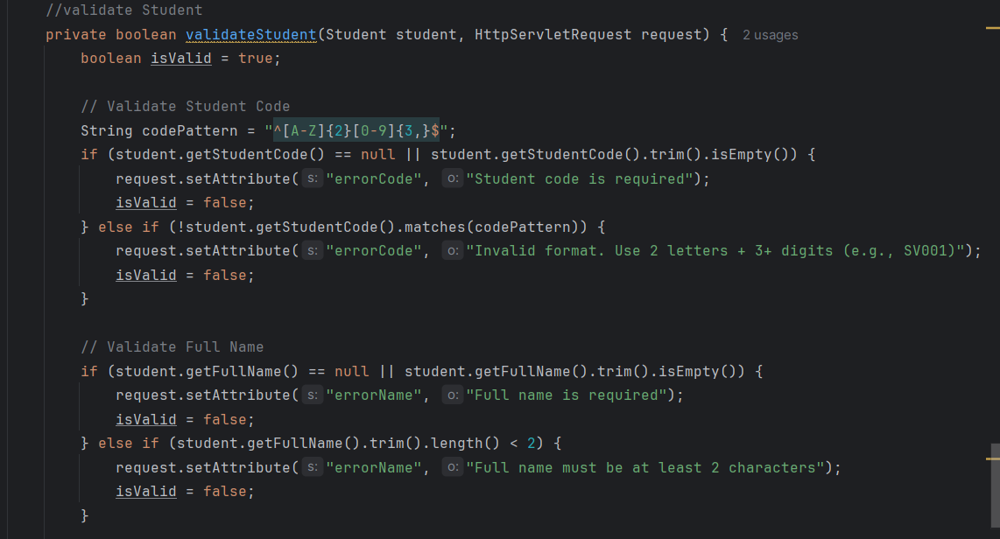 //validate Student
private boolean validateStudent(Student student, HttpServletRequest request) {  2 usages
    boolean isValid = true;

    // Validate Student Code
    String codePattern = "^[A-Z]{2}[0-9]{3,}$";
    if (student.getStudentCode() == null || student.getStudentCode().trim().isEmpty()) {
        request.setAttribute( s: "errorCode",  o: "Student code is required");
        isValid = false;
    } else if (!student.getStudentCode().matches(codePattern)) {
        request.setAttribute( s: "errorCode",  o: "Invalid format. Use 2 letters + 3+ digits (e.g., SV001)");
        isValid = false;
    }

    // Validate Full Name
    if (student.getFullName() == null || student.getFullName().trim().isEmpty()) {
        request.setAttribute( s: "errorName",  o: "Full name is required");
        isValid = false;
    } else if (student.getFullName().trim().length() < 2) {
        request.setAttribute( s: "errorName",  o: "Full name must be at least 2 characters");
        isValid = false;
    }